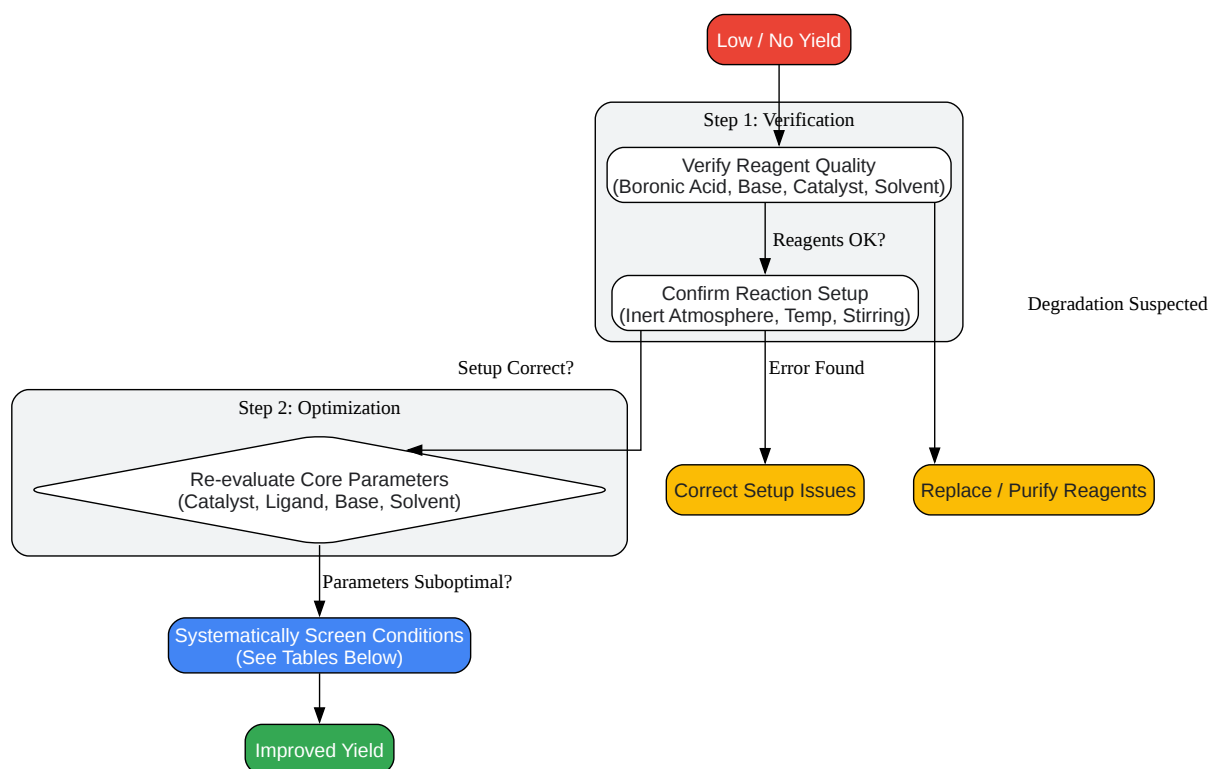 Low / No Yield
Step 1: Verification
Verify Reagent Quality
(Boronic Acid, Base, Catalyst, Solvent)
Reagents OK?
Confirm Reaction Setup
(Inert Atmosphere, Temp, Stirring)
Degradation Suspected
Setup Correct?
Error Found
Step 2: Optimization
Re-evaluate Core Parameters
(Catalyst, Ligand, Base, Solvent)
Correct Setup Issues
Replace / Purify Reagents
Parameters Suboptimal?
Systematically Screen Conditions
(See Tables Below)
Improved Yield